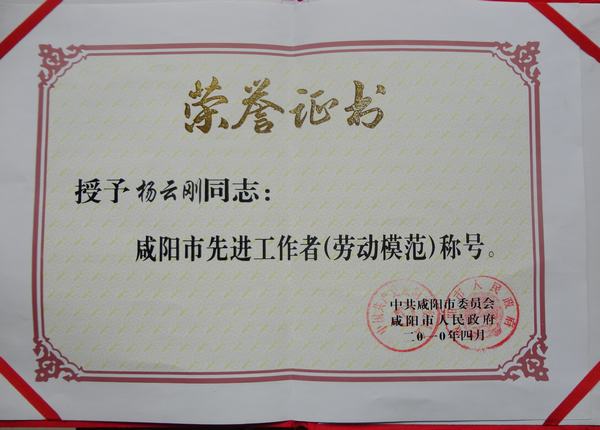 荣誉证书
授予杨云刚同志：
咸阳市先进工作者(劳动模范)称号。
中共咸阳市委员会
咸阳市人民政府
二〇一〇年四月